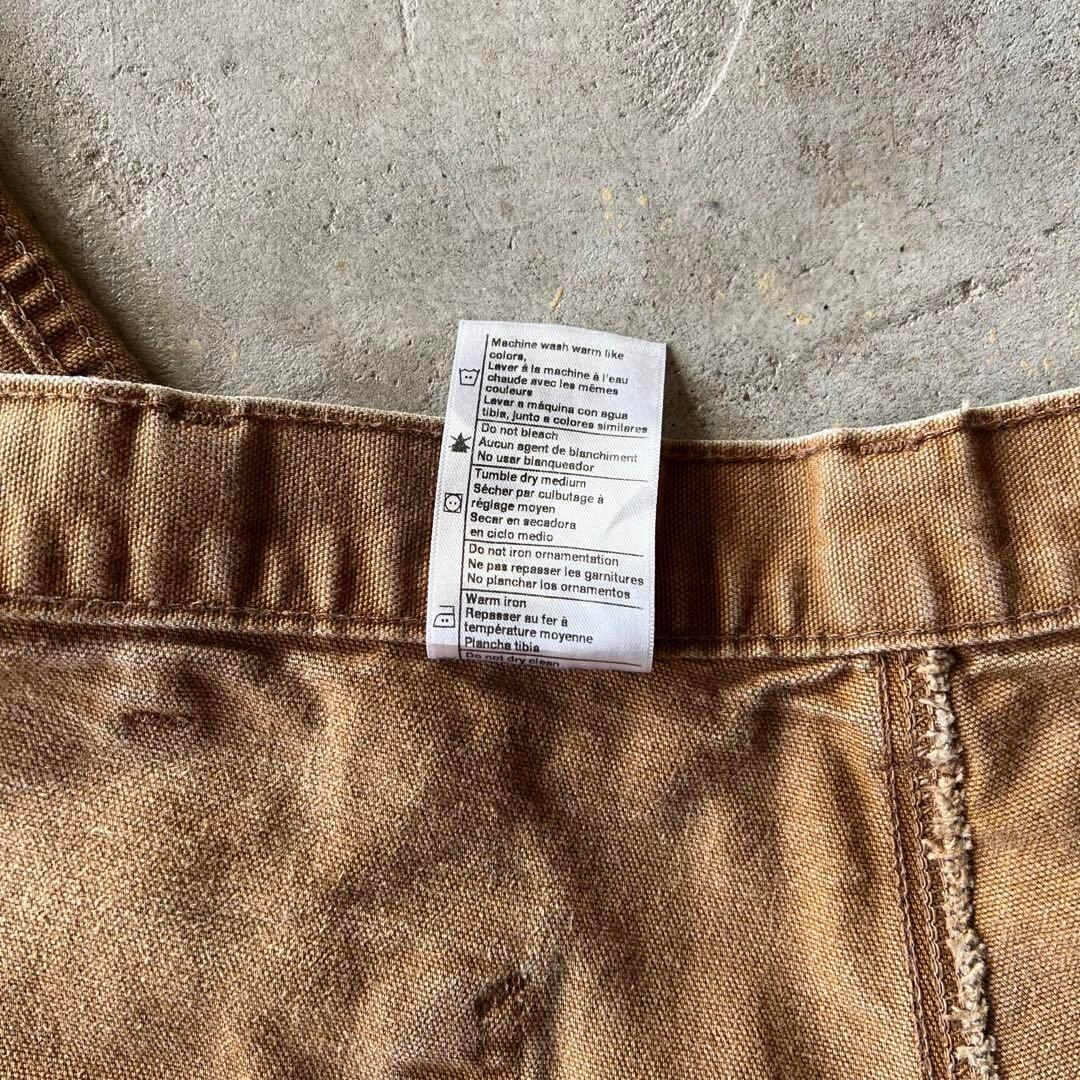 Machine wash warm like
colors,
Laver á la machine à l'eau
chaude avec les mêmes
couleurs
Lavar a máquina con agua
tibia, junto a colores similares
Do not bleach
Aucun agent de blanchiment
No usar blanqueador
Tumble dry medium
Sécher par culbutage à
réglage moyen
Secar en secadora
en ciclo medio
Do not iron ornamentation
Ne pas repasser les garnitures
No planchar los ornamentos
Warm iron
Repasser au fer à
température moyenne
Plancha tibia
Do not dry clean